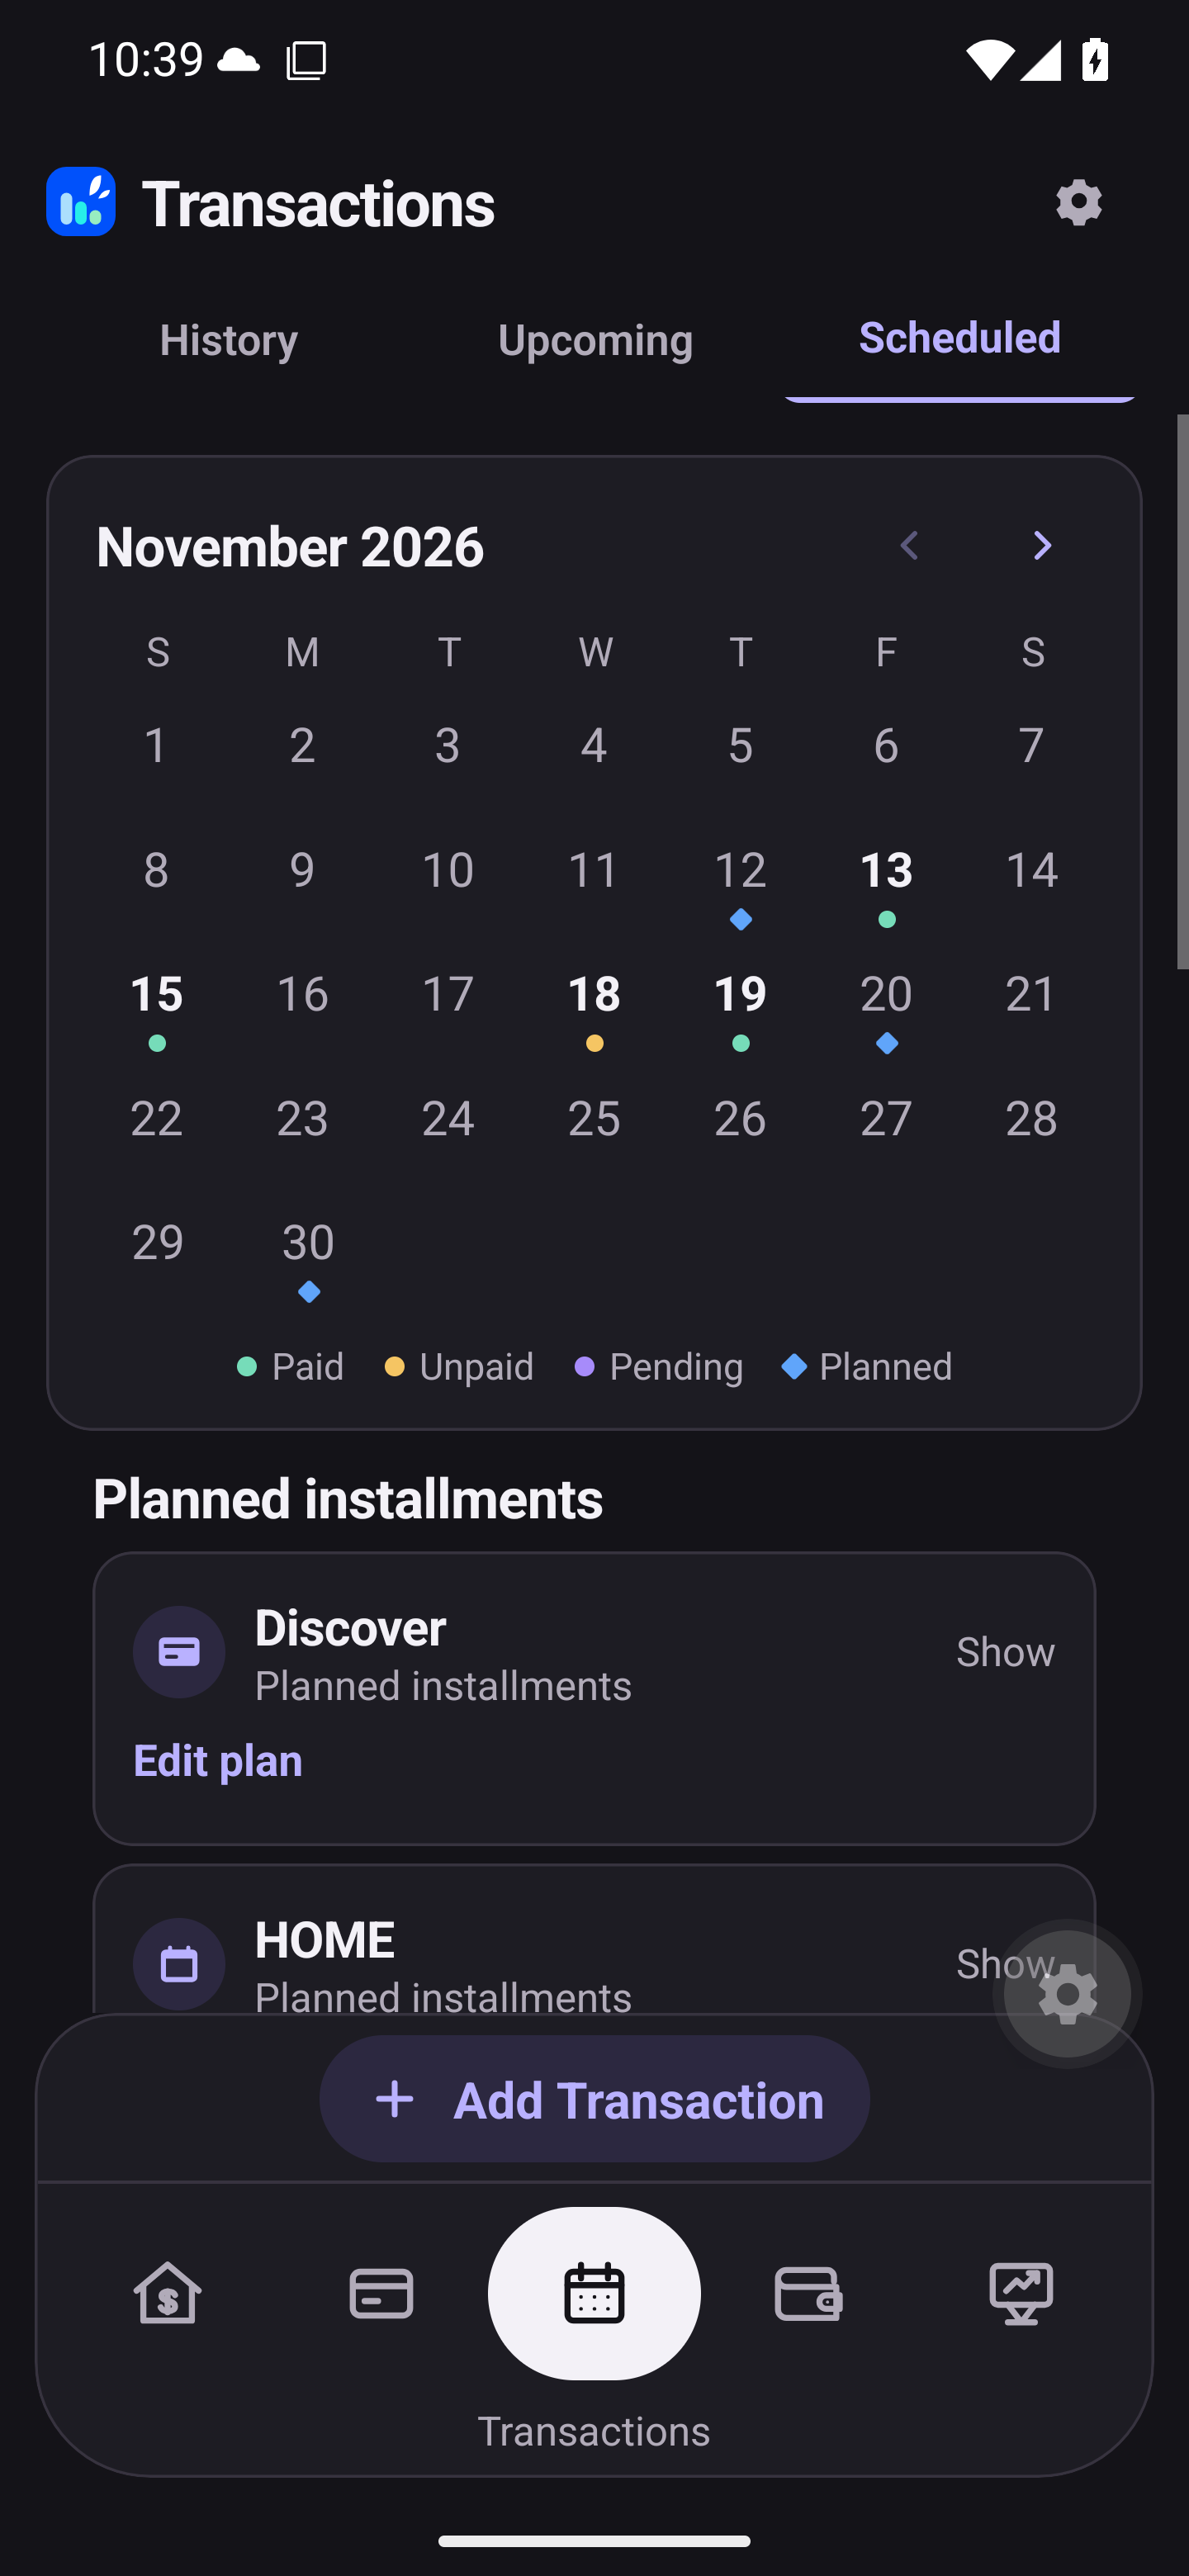 10:39
Transactions
History Upcoming Scheduled
November 2026
S M T W T F S
1 2 3 4 5 6 7
8 9 10 11 12 13 14
15 16 17 18 19 20 21
22 23 24 25 26 27 28
29 30
Paid Unpaid Pending Planned
Planned installments
Discover
Show
Planned installments
Edit plan
HOME
Show
Planned installments
Add Transaction
Transactions